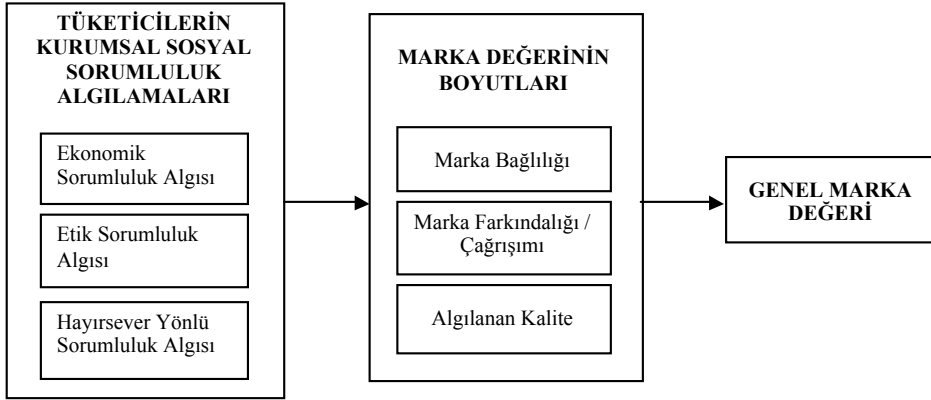 TÜKETİCİLERİN
KURUMSAL SOSYAL
SORUMLULUK
ALGILAMALARI
Ekonomik
Sorumluluk Algısı
Etik Sorumluluk
Algısı
Hayırsever Yönlü
Sorumluluk Algısı
MARKA DEĞERİNİN
BOYUTLARI
Marka Bağlılığı
Marka Farkındalığı /
Çağrışımı
Algılanan Kalite
GENEL MARKA
DEĞERİ